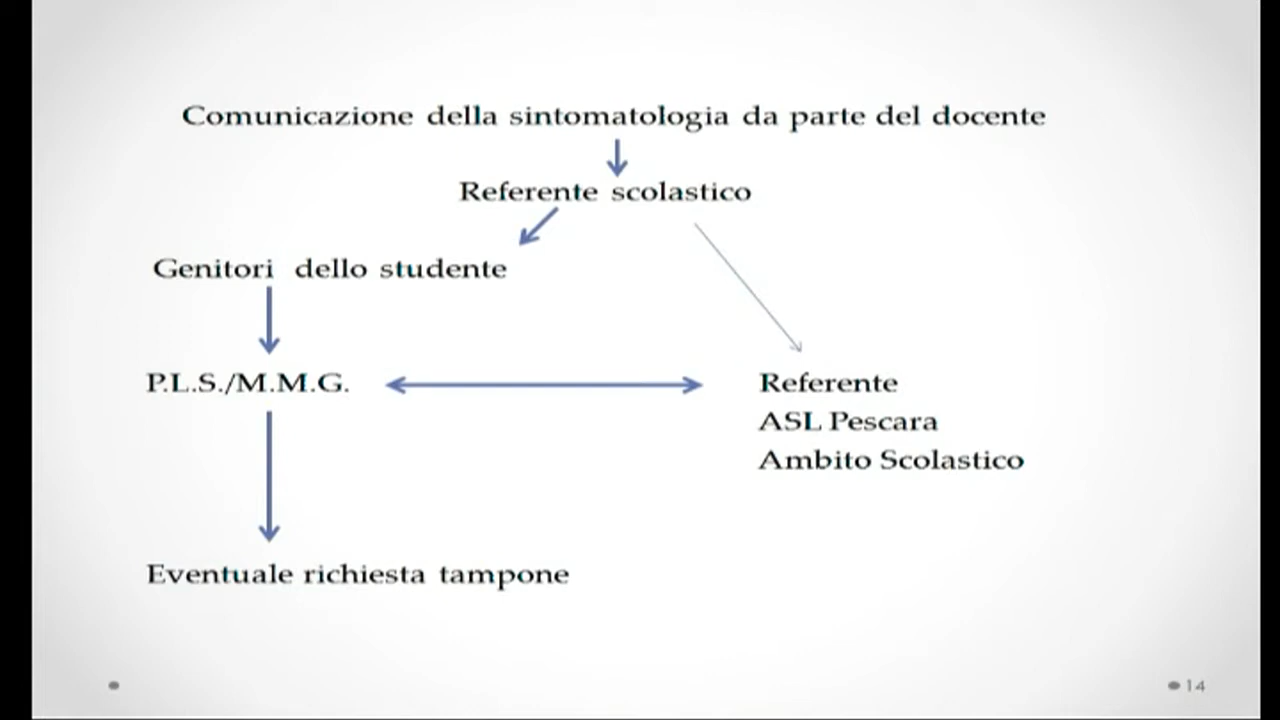 Comunicazione della sintomatologia da parte del docente
Referente scolastico
Genitori dello studente
P.L.S./M.M.G.
Referente
ASL Pescara
Ambito Scolastico
Eventuale richiesta tampone
14